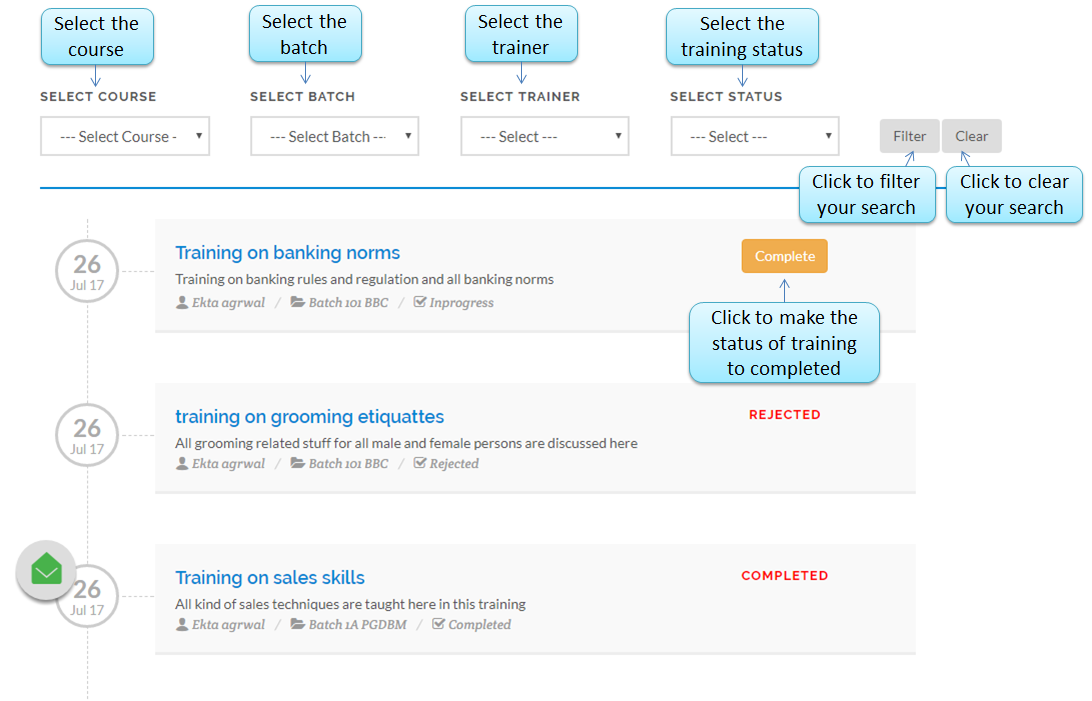 Select the
course
Select the
batch
Select the
trainer
Select the
training status
SELECT COURSE
SELECT BATCH
SELECT TRAINER
SELECT STATUS
--- Select Course -
--- Select Batch ---
--- Select ---
--- Select ---
Filter
Clear
Click to filter
your search
Click to clear
your search
26
Jul 17
Training on banking norms
Training on banking rules and regulation and all banking norms
Ekta agrwal / Batch 101 BBC / Inprogress
Complete
Click to make the
status of training
to completed
26
Jul 17
training on grooming etiquattes
All grooming related stuff for all male and female persons are discussed here
Ekta agrwal / Batch 101 BBC / Rejected
REJECTED
26
Jul 17
Training on sales skills
All kind of sales techniques are taught here in this training
Ekta agrwal / Batch 1A PGDBM / Completed
COMPLETED